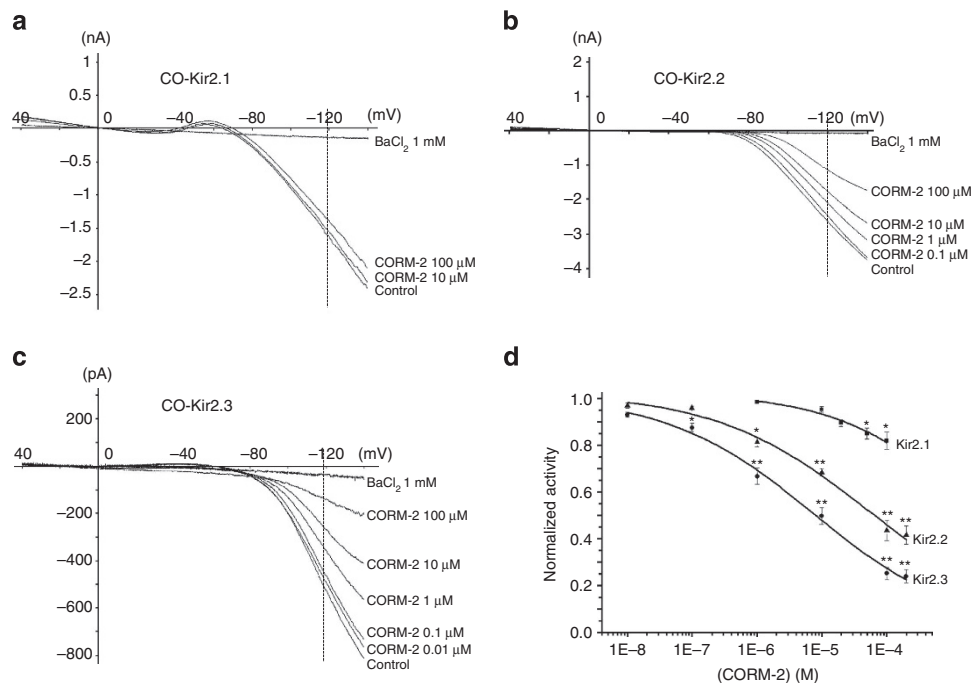 a
(nA)
CO-Kir2.1
1
0.5
40
0
−40
−80
−120
(mV)
BaCl2 1 mM
−0.5
−1
−1.5
−2
−2.5
CORM-2 100 μM
CORM-2 10 μM
Control
b
(nA)
CO-Kir2.2
2
1
40
0
−40
−80
−120
(mV)
BaCl2 1 mM
−1
−2
−3
−4
CORM-2 100 μM
CORM-2 10 μM
CORM-2 1 μM
CORM-2 0.1 μM
Control
c
(pA)
CO-Kir2.3
200
40
0
−40
−80
−120
(mV)
BaCl2 1 mM
−200
−400
−600
−800
CORM-2 100 μM
CORM-2 10 μM
CORM-2 1 μM
CORM-2 0.1 μM
CORM-2 0.01 μM
Control
d
Normalized activity
1.0
0.8
0.6
0.4
0.2
0.0
*
*
*
Kir2.1
*
**
**
**
Kir2.2
**
**
**
**
Kir2.3
1E−8
1E−7
1E−6
1E−5
1E−4
(CORM-2) (M)